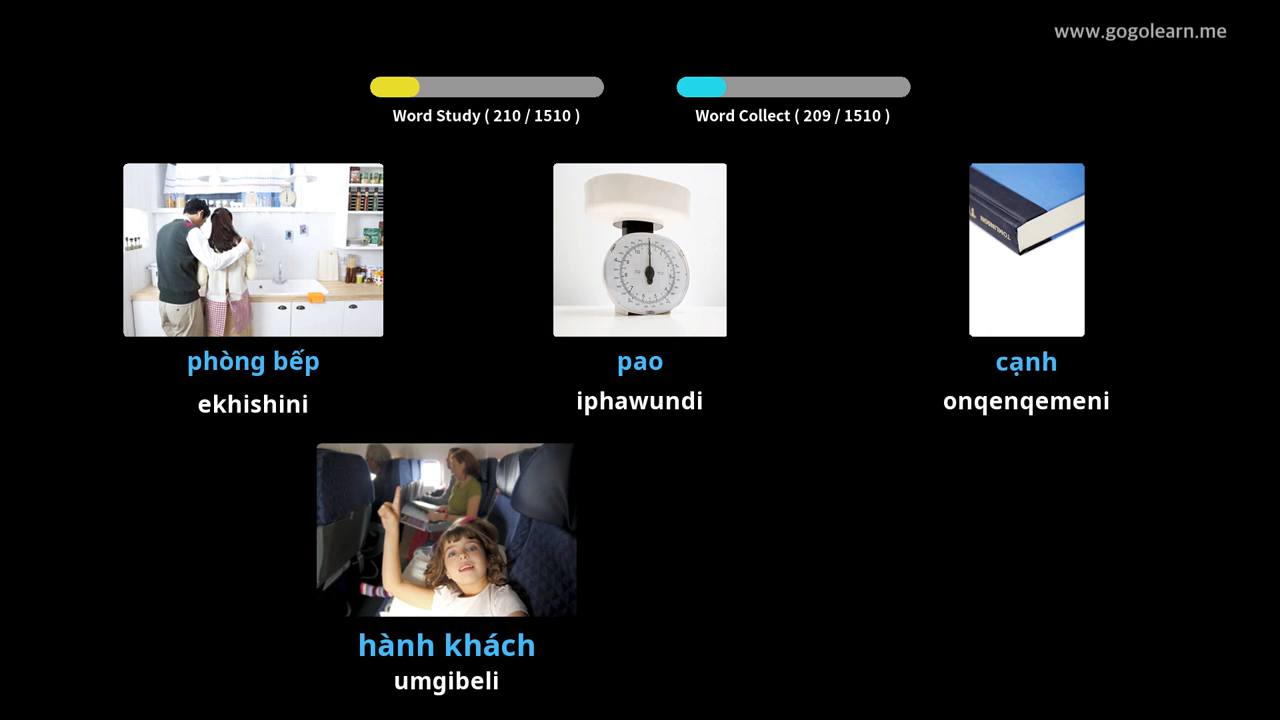 www.gogolearn.me
Word Study ( 210 / 1510 )
Word Collect ( 209 / 1510 )
TOMLINSON
phòng bếp
pao
cạnh
ekhishini
iphawundi
onqenqemeni
hành khách
umgibeli